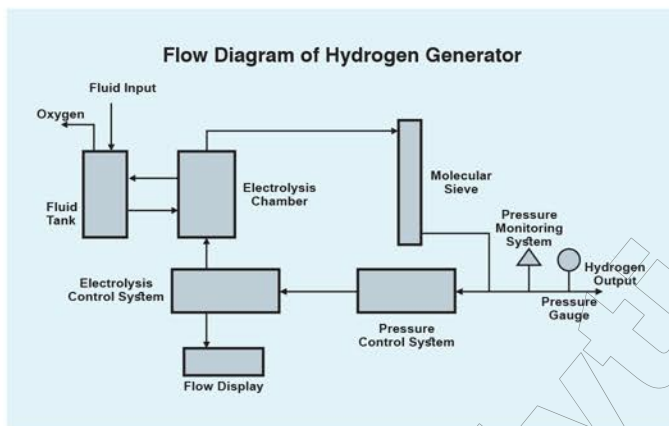 Flow Diagram of Hydrogen Generator
Fluid Input
Oxygen
Fluid
Tank
Electrolysis
Chamber
Molecular
Sieve
Pressure
Monitoring
System
Electrolysis
Control System
Hydrogen
Output
Pressure
Gauge
Pressure
Control System
Flow Display